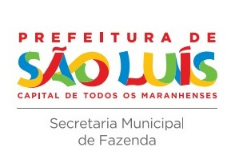 PREFEITURA DE
SÃO LUÍS
CAPITAL DE TODOS OS MARANHENSES
Secretaria Municipal
de Fazenda